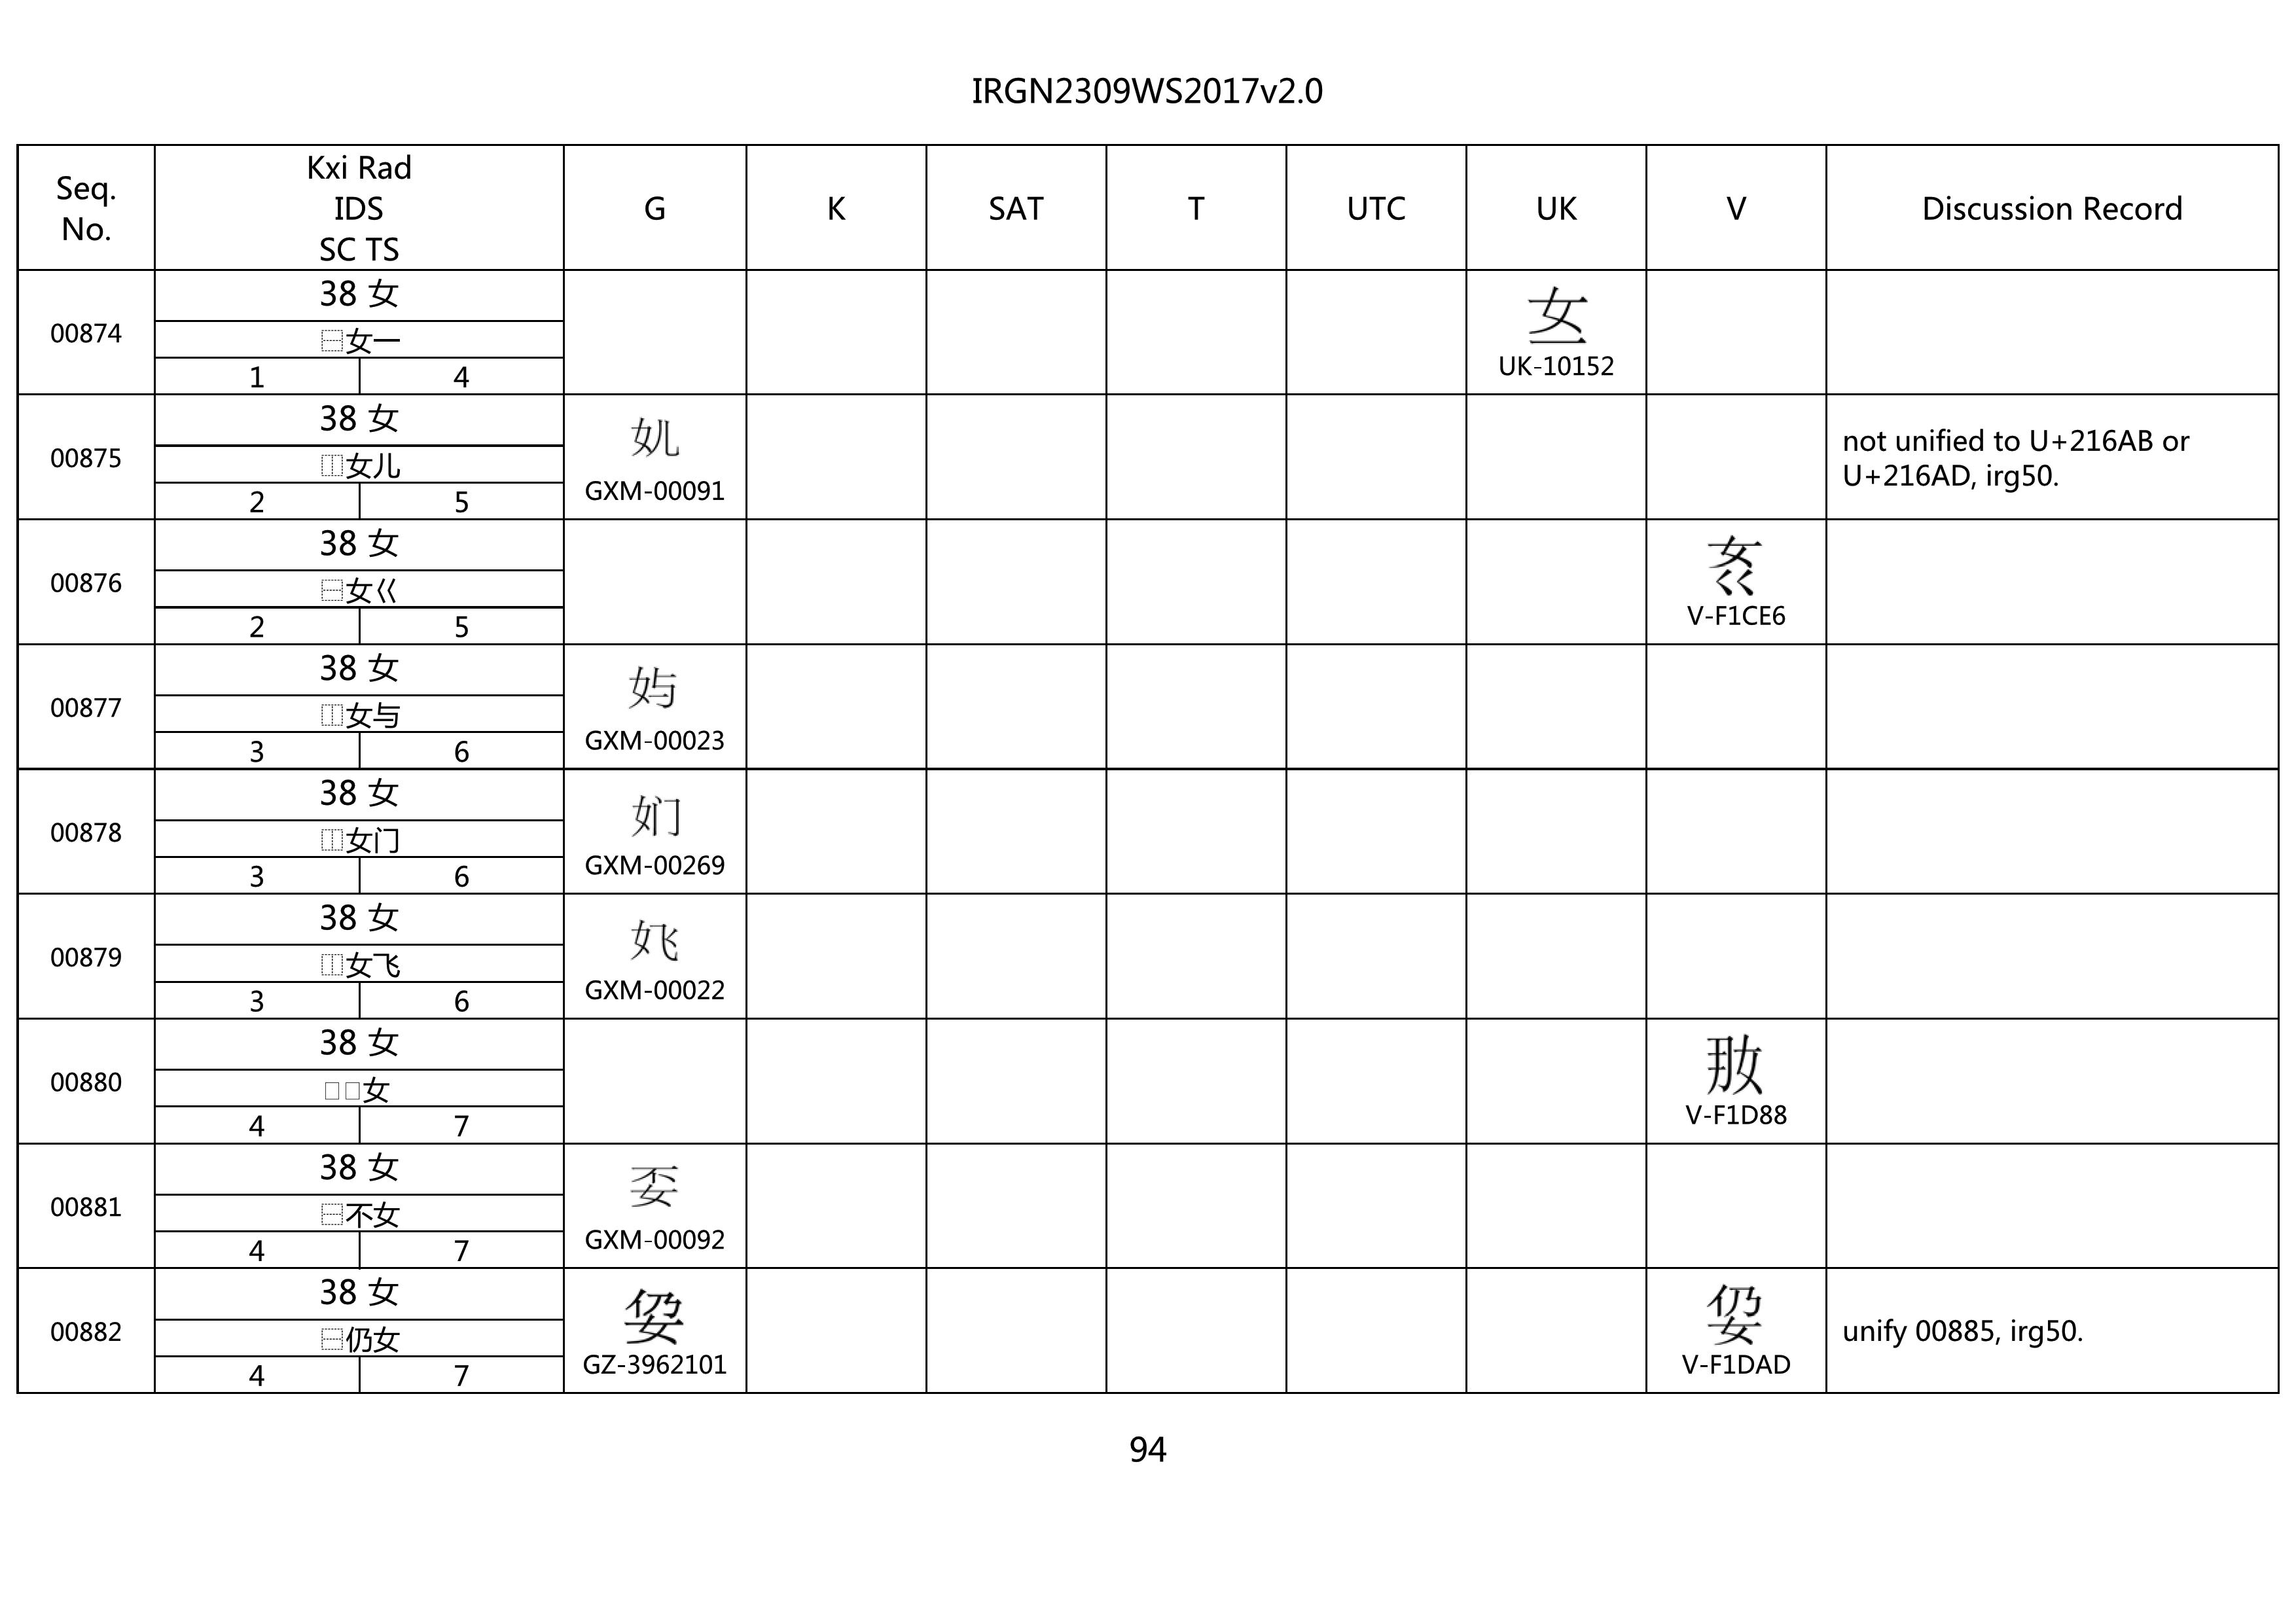 IRGN2309WS2017v2.0
Seq. No.
Kxi Rad
IDS
SC TS
G
K
SAT
T
UTC
UK
V
Discussion Record
00874
38 女
⿱女一
1 4
UK-10152
00875
38 女
⿰女儿
2 5
GXM-00091
not unified to U+216AB or
U+216AD, irg50.
00876
38 女
⿱女巜
2 5
V-F1CE6
00877
38 女
⿰女与
3 6
GXM-00023
00878
38 女
⿰女门
3 6
GXM-00269
00879
38 女
⿰女飞
3 6
GXM-00022
00880
38 女
女
4 7
V-F1D88
00881
38 女
⿱不女
4 7
GXM-00092
00882
38 女
⿱仍女
4 7
GZ-3962101
V-F1DAD
unify 00885, irg50.
94